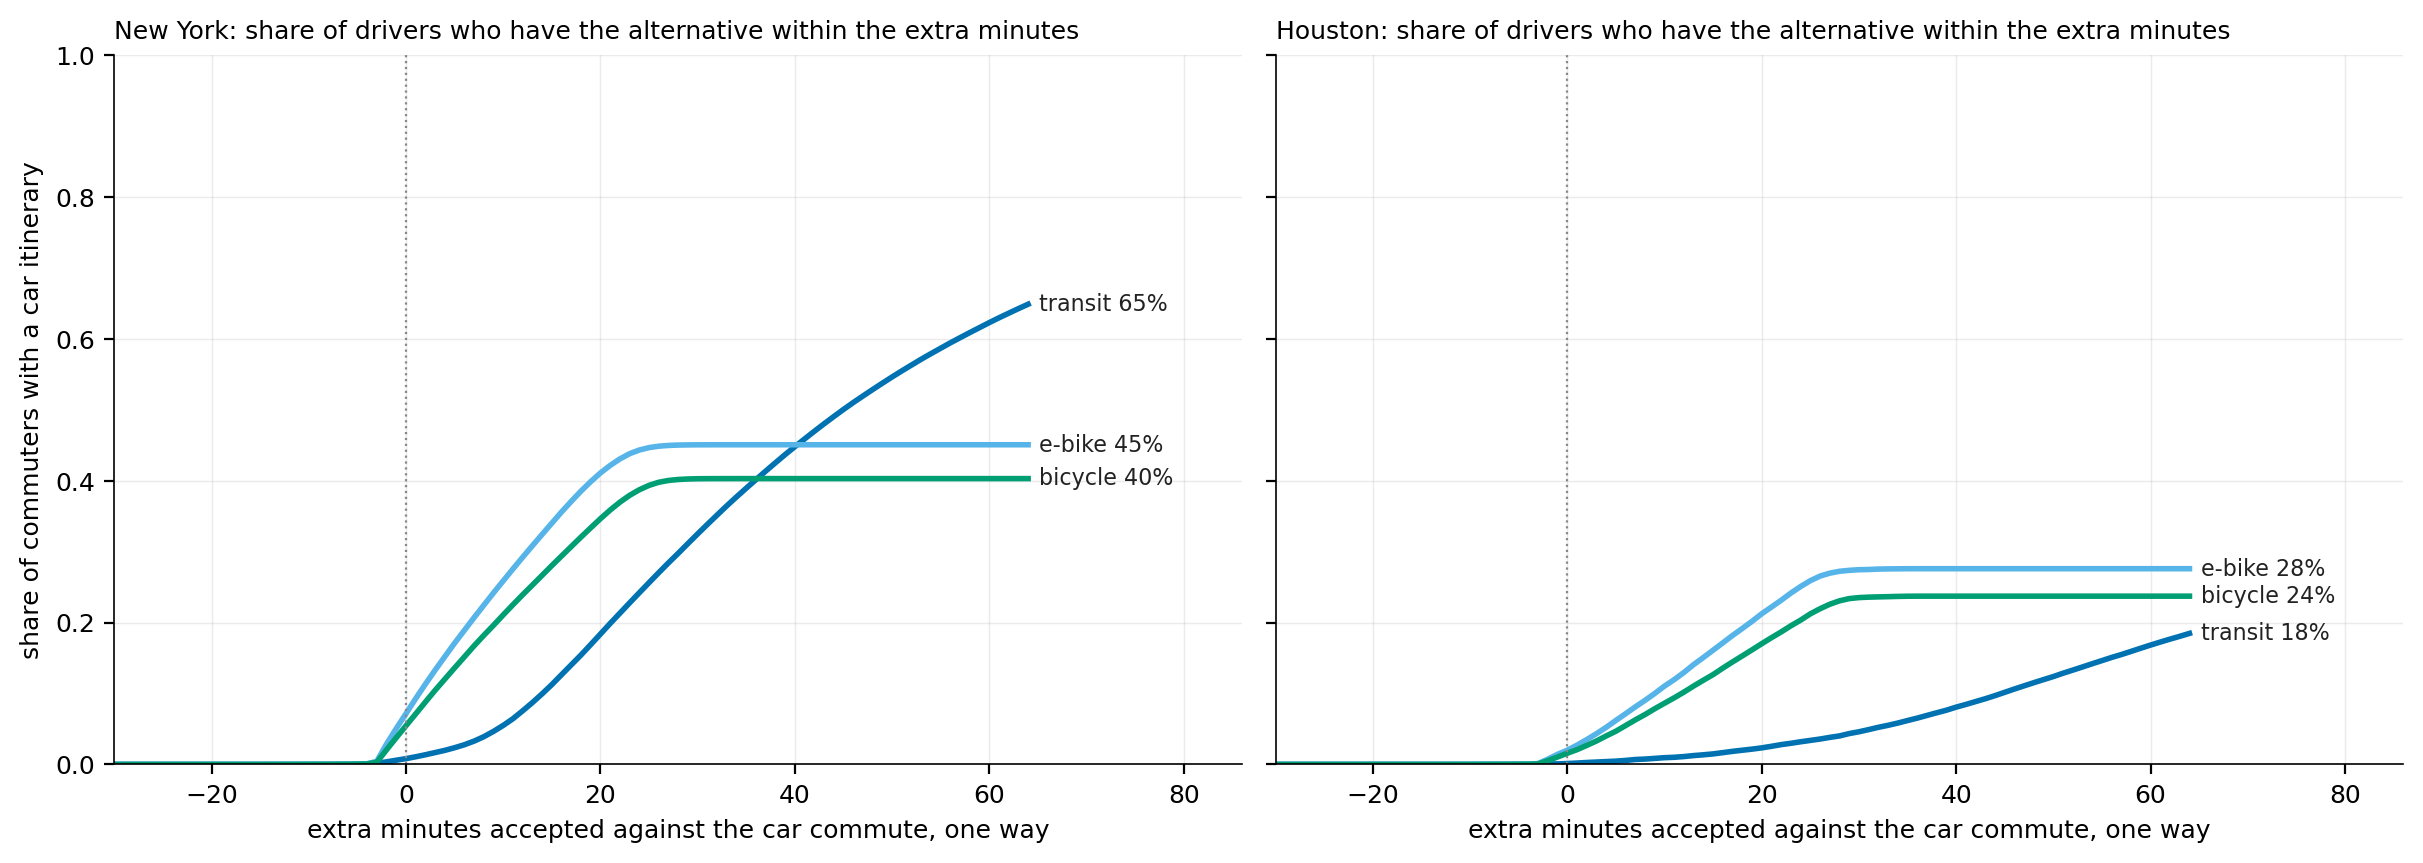 New York: share of drivers who have the alternative within the extra minutes
share of commuters with a car itinerary
1.0
0.8
0.6
0.4
0.2
0.0
transit 65%
e-bike 45%
bicycle 40%
−20
0
20
40
60
80
extra minutes accepted against the car commute, one way
Houston: share of drivers who have the alternative within the extra minutes
e-bike 28%
bicycle 24%
transit 18%
−20
0
20
40
60
80
extra minutes accepted against the car commute, one way